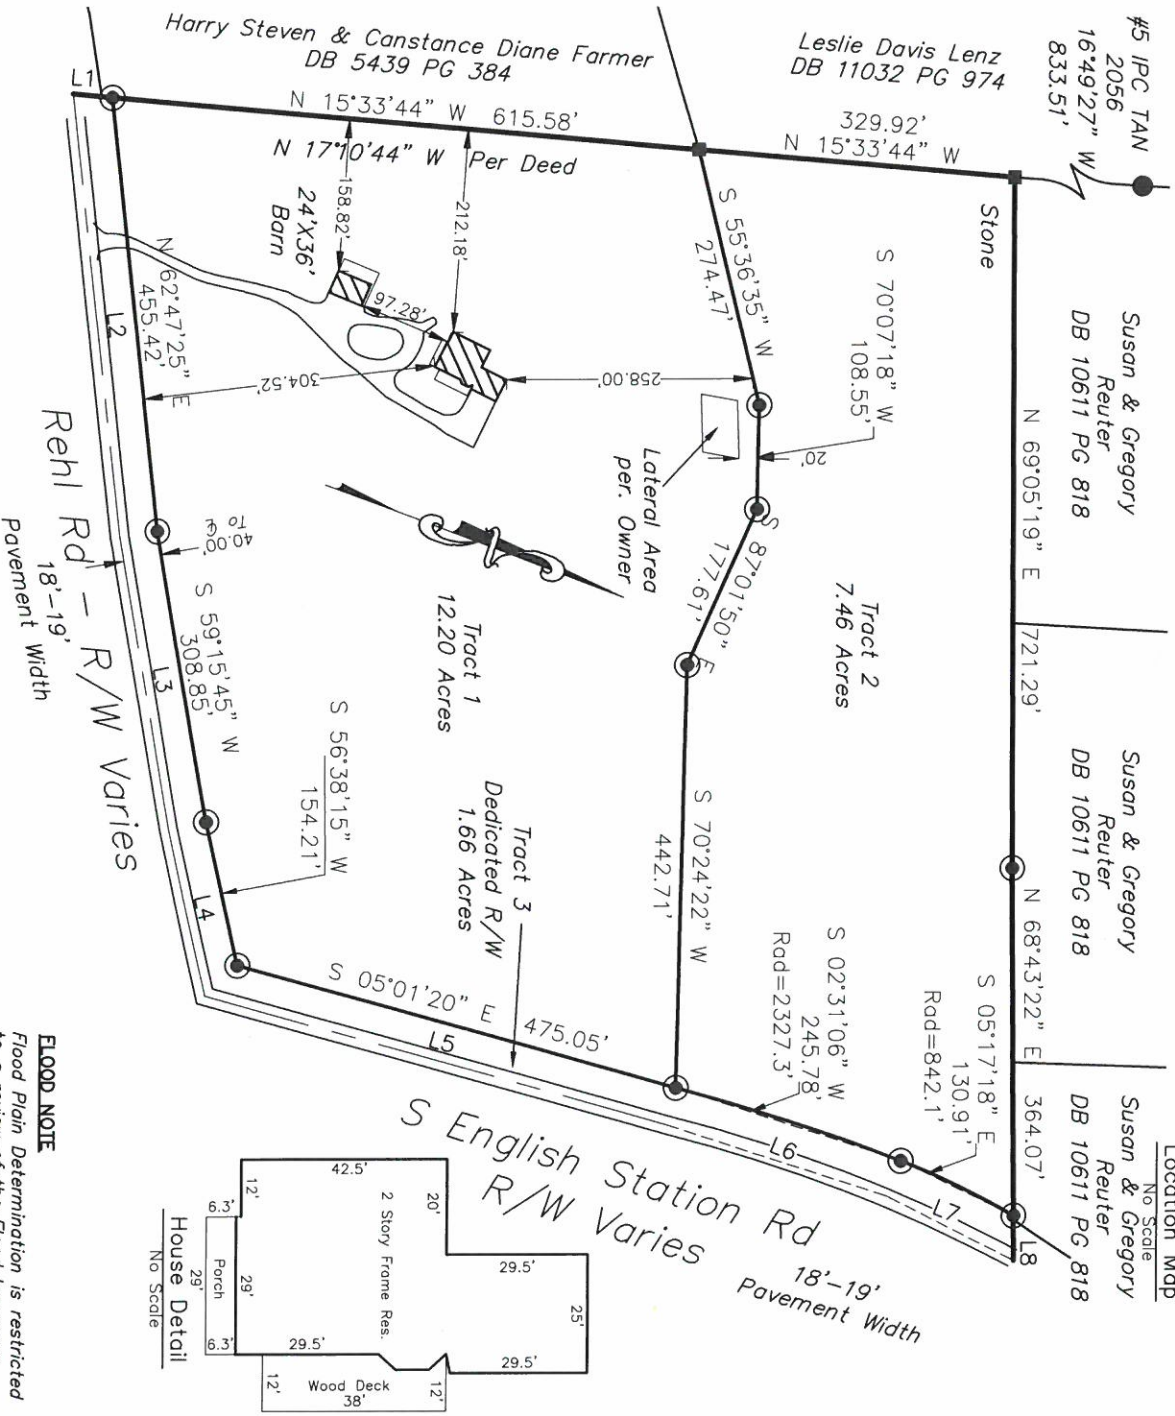 #5 IPC TAN
2056
16°49'27" W
833.51'
Leslie Davis Lenz
DB 11032 PG 974
329.92'
N 15°33'44" W
Harry Steven & Canstance Diane Farmer
DB 5439 PG 384
N 15°33'44" W 615.58'
N 17°10'44" W Per Deed
L1
Stone
Susan & Gregory
Reuter
DB 10611 PG 818
N 69°05'19" E 721.29'
Susan & Gregory
Reuter
DB 10611 PG 818
N 68°43'22" E 364.07'
Susan & Gregory
Reuter
DB 10611 PG 818
Location Map
No Scale
S 55°36'35" W
274.47'
S 70°07'18" W
108.55'
20'
S 87°01'50" E
177.61'
Tract 2
7.46 Acres
S 70°24'22" W
442.71'
S 02°31'06" W
245.78'
Rad=2327.3'
S 05°17'18" E
130.91'
Rad=842.1'
158.82'
212.18'
24'X36'
Barn
97.28'
304.52'
258.00'
Lateral Area
per. Owner
Tract 1
12.20 Acres
N 62°47'25" E
455.42'
L2
40.00'
To ℄
S 59°15'45" W
308.85'
L3
S 56°38'15" W
154.21'
L4
Tract 3
Dedicated R/W
1.66 Acres
S 05°01'20" E 475.05'
L5
L6
L7
L8
Rehl Rd - R/W Varies
18'-19'
Pavement Width
S English Station Rd
R/W Varies
18'-19'
Pavement Width
42.5'
20'
12'
6.3'
29.5'
25'
2 Story Frame Res.
29'
Porch
29'
6.3'
29.5'
29.5'
12'
Wood Deck
12'
38'
House Detail
No Scale
FLOOD NOTE
Flood Plain Determination is restricted